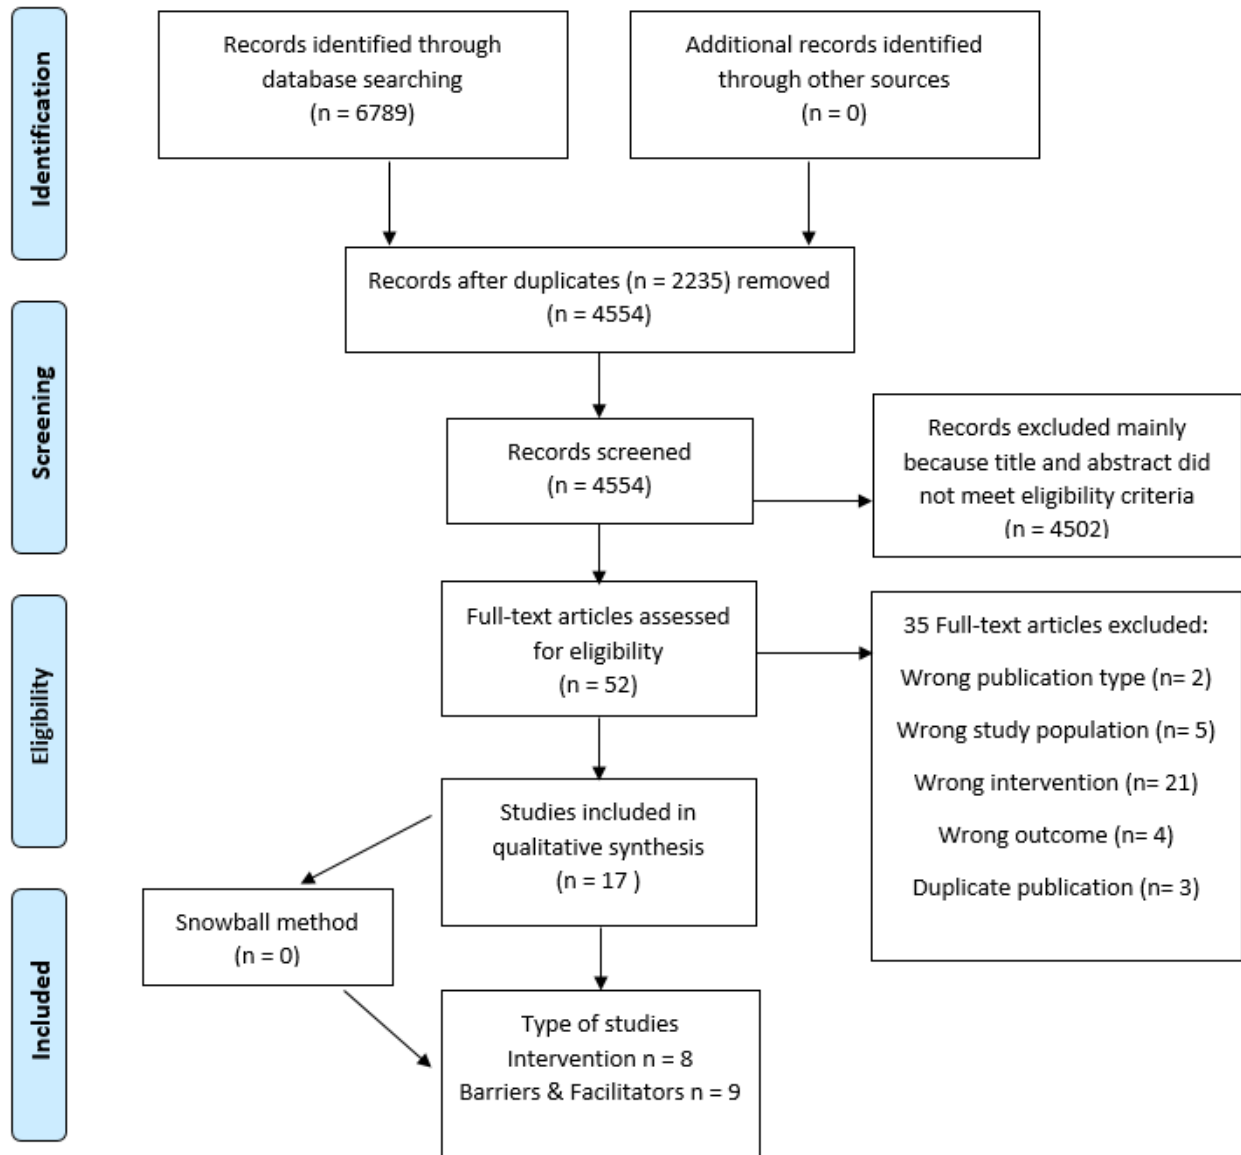 Identification
Records identified through
database searching
(n = 6789)
Additional records identified
through other sources
(n = 0)
Records after duplicates (n = 2235) removed
(n = 4554)
Screening
Records screened
(n = 4554)
Records excluded mainly
because title and abstract did
not meet eligibility criteria
(n = 4502)
Eligibility
Full-text articles assessed
for eligibility
(n = 52)
35 Full-text articles excluded:
Wrong publication type (n= 2)
Wrong study population (n= 5)
Wrong intervention (n= 21)
Wrong outcome (n= 4)
Duplicate publication (n= 3)
Studies included in
qualitative synthesis
(n = 17 )
Included
Snowball method
(n = 0)
Type of studies
Intervention n = 8
Barriers & Facilitators n = 9